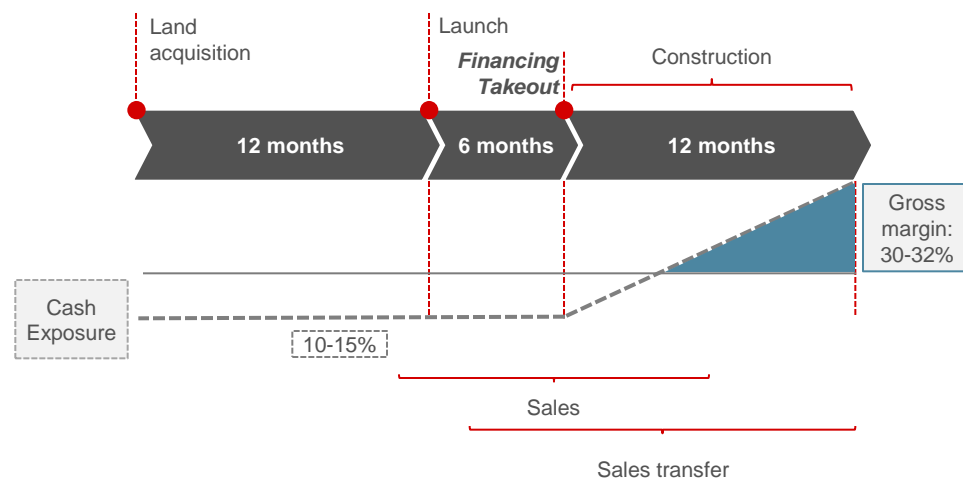 Land
acquisition
Launch
Financing
Takeout
Construction
12 months
6 months
12 months
Gross
margin:
30-32%
Cash
Exposure
10-15%
Sales
Sales transfer